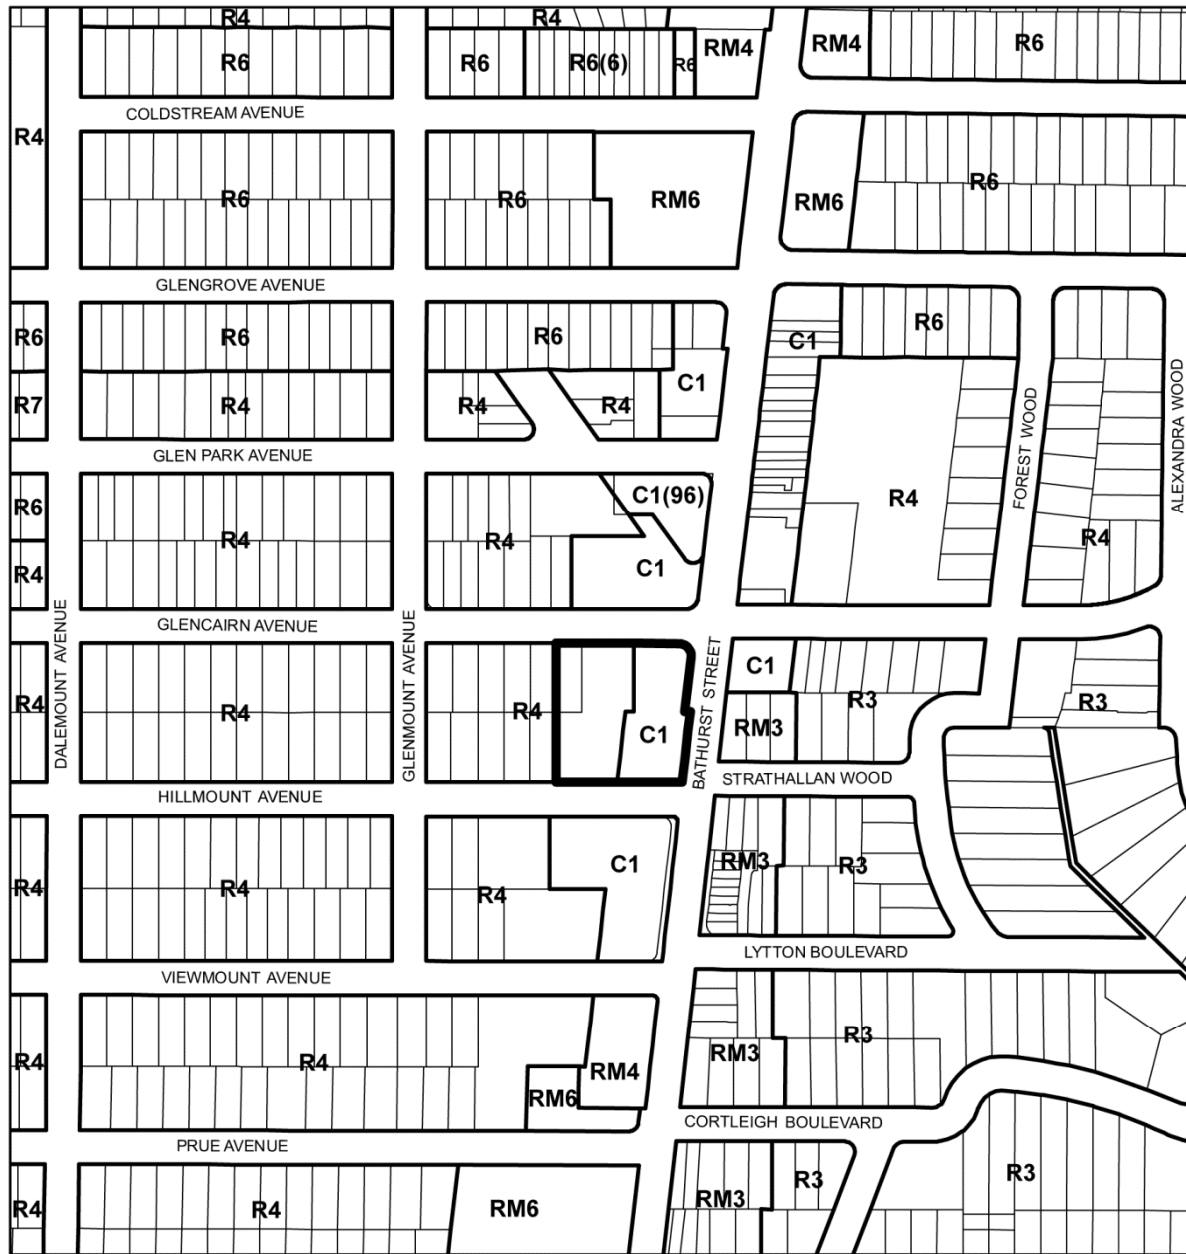 R4
R4
R6
R6
R6(6)
R6
RM4
RM4
R6
COLDSTREAM AVENUE
R4
R6
R6
RM6
RM6
R6
GLENGROVE AVENUE
R6
R6
R6
C1
R6
R7
R4
R4
R4
C1
GLEN PARK AVENUE
FOREST WOOD
ALEXANDRA WOOD
R6
R4
R4
C1(96)
R4
R4
R4
C1
GLENCAIRN AVENUE
DALEMOUNT AVENUE
GLENMOUNT AVENUE
BATHURST STREET
R4
R4
R4
C1
C1
RM3
R3
R3
STRATHALLAN WOOD
HILLMOUNT AVENUE
R4
R4
R4
C1
RM3
R3
LYTTON BOULEVARD
VIEWMOUNT AVENUE
R4
R4
RM6
RM4
RM3
R3
CORTLEIGH BOULEVARD
PRUE AVENUE
R4
R4
RM6
RM3
R3
R3